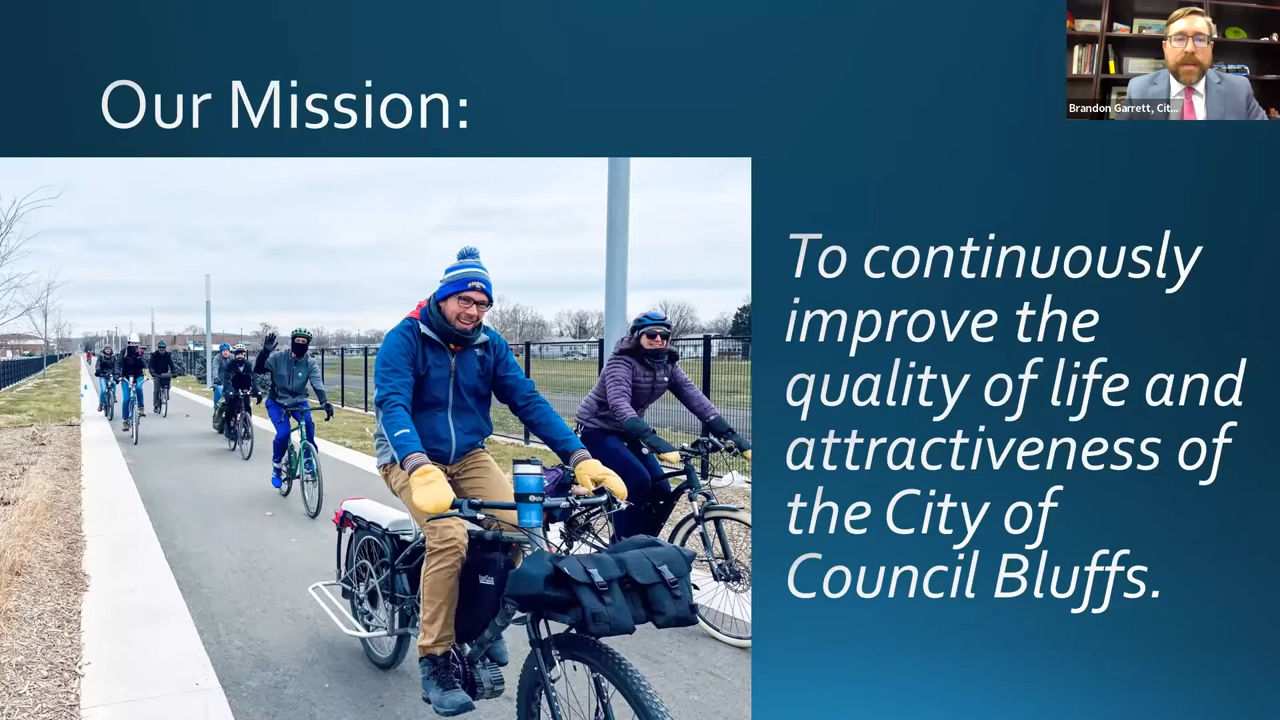 Our Mission:
Brandon Garrett, Cit...
To continuously
improve the
quality of life and
attractiveness of
the City of
Council Bluffs.